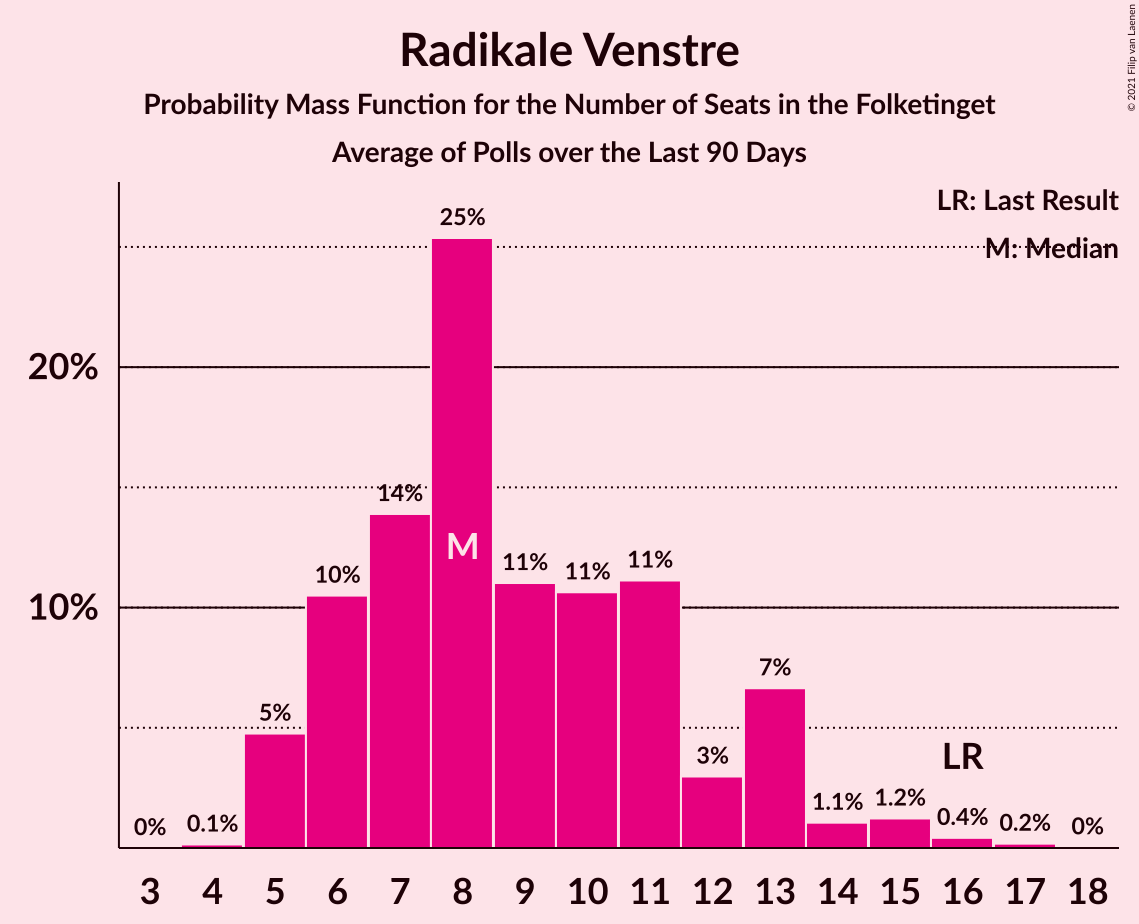 Radikale Venstre
Probability Mass Function for the Number of Seats in the Folketinget
Average of Polls over the Last 90 Days
© 2021 Filip van Laenen
LR: Last Result
M: Median
25%
20%
14%
M
11%
11%
11%
10%
10%
7%
5%
3%
LR
1.1%
1.2%
0.4%
0.2%
0%
0%
0.1%
3 4 5 6 7 8 9 10 11 12 13 14 15 16 17 18